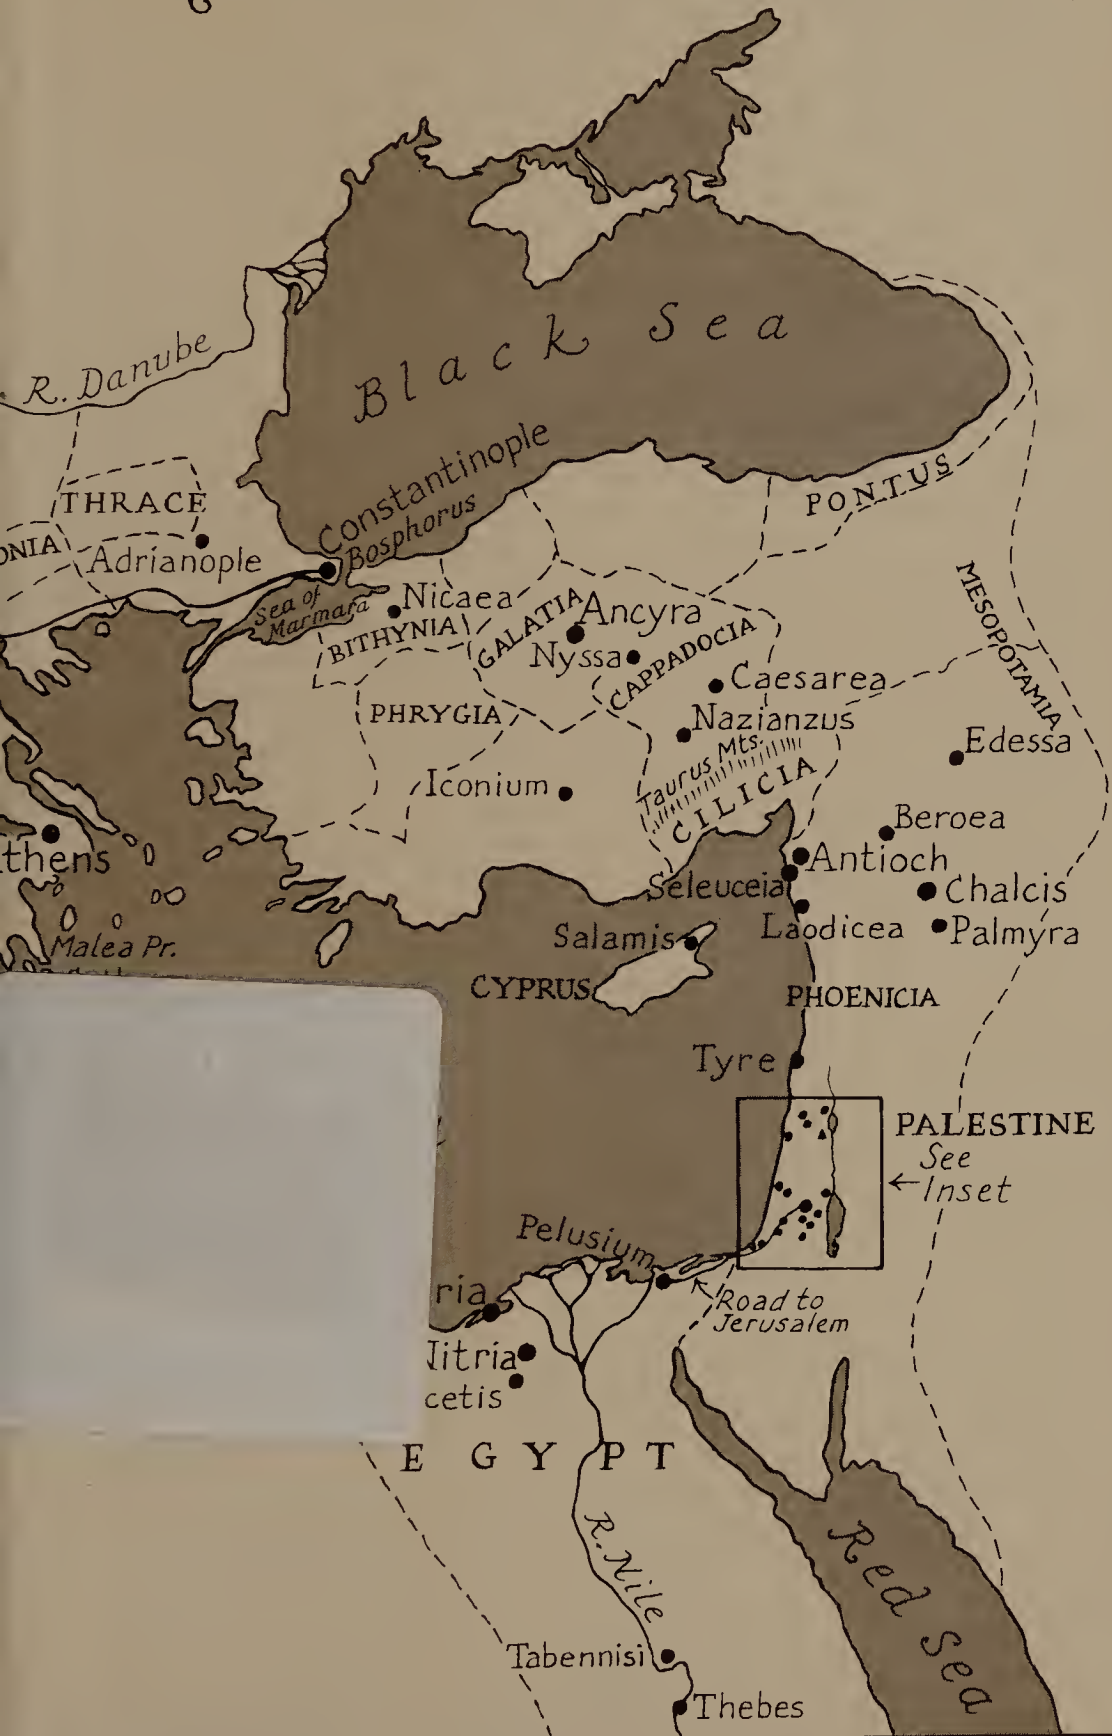 Black Sea
R. Danube
THRACE
ONIA
Adrianople
Constantinople
Bosphorus
Sea of
Marmara
Nicaea
BITHYNIA
GALATIA
Ancyra
Nyssa
CAPPADOCIA
PONTUS
MESOPOTAMIA
Caesarea
PHRYGIA
Nazianzus
Taurus Mts.
CILICIA
Edessa
Iconium
Beroea
thens
Antioch
Seleuceia
Chalcis
Laodicea
Palmyra
Salamis
Malea Pr.
CYPRUS
PHOENICIA
Tyre
PALESTINE
See
Inset
Pelusium
Road to
Jerusalem
ria
itria
cetis
EGYPT
R. Nile
Red Sea
Tabennisi
Thebes